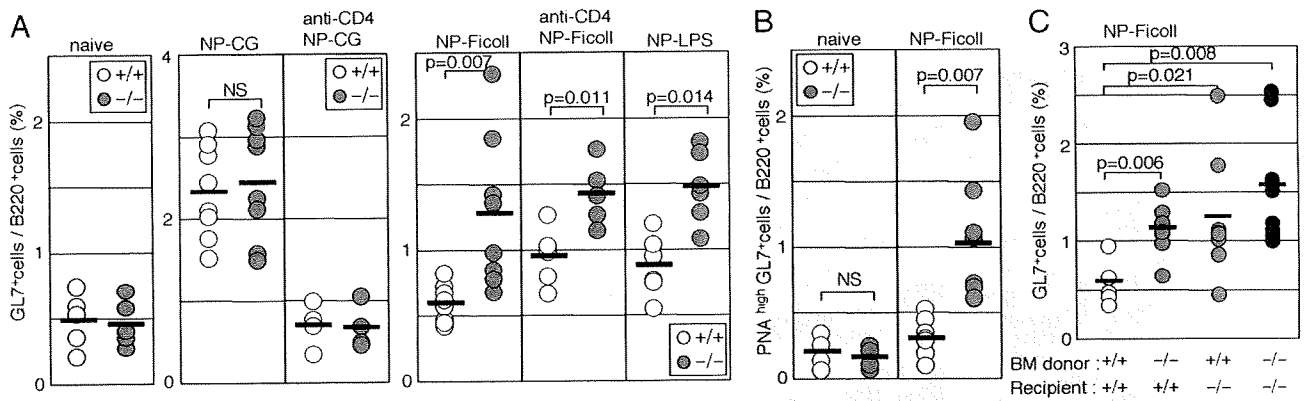 A
naive
GL7+cells / B220+cells (%)
2
1
0
+/+
−/−
NP-CG
anti-CD4
NP-CG
4
2
0
NS
+/+
−/−
NP-Ficoll
anti-CD4
NP-Ficoll
NP-LPS
2
1
0
p=0.007
p=0.011
p=0.014
+/+
−/−
B
naive
NP-Ficoll
PNA high GL7+cells / B220+cells (%)
2
1
0
+/+
−/−
NS
p=0.007
C
NP-Ficoll
GL7+cells / B220+cells (%)
3
2
1
0
p=0.008
p=0.021
p=0.006
BM donor : +/+ −/− +/+ −/−
Recipient : +/+ +/+ −/− −/−